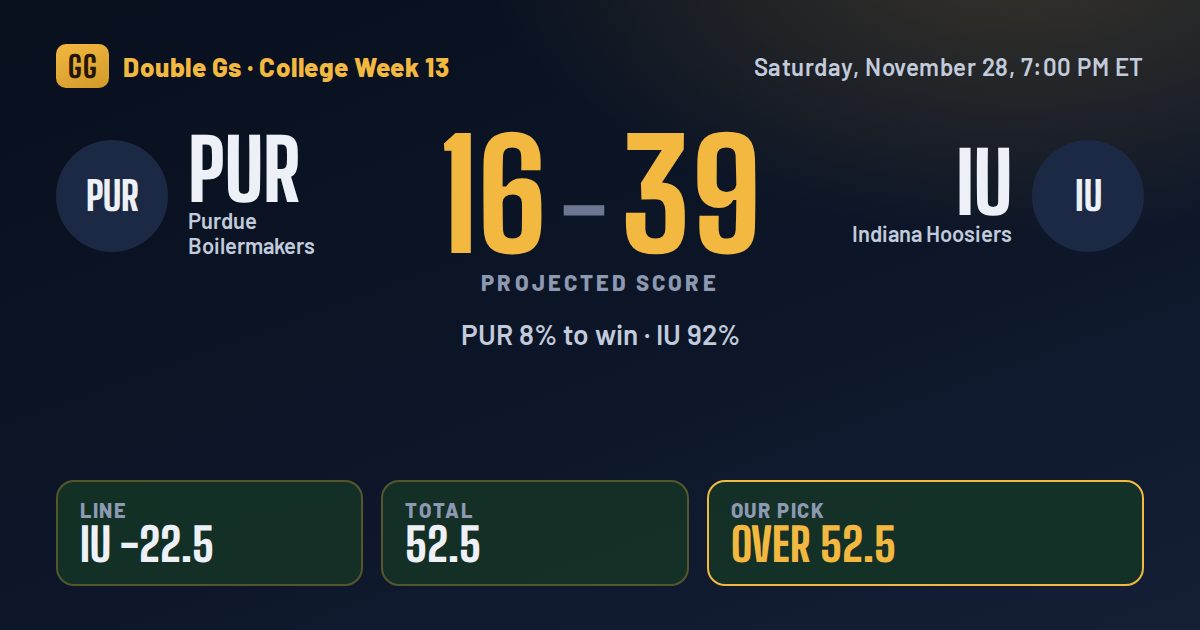 GG
Double Gs · College Week 13
Saturday, November 28, 7:00 PM ET
PUR
PUR
Purdue
Boilermakers
16 – 39
PROJECTED SCORE
PUR 8% to win · IU 92%
IU
Indiana Hoosiers
IU
LINE
IU -22.5
TOTAL
52.5
OUR PICK
OVER 52.5